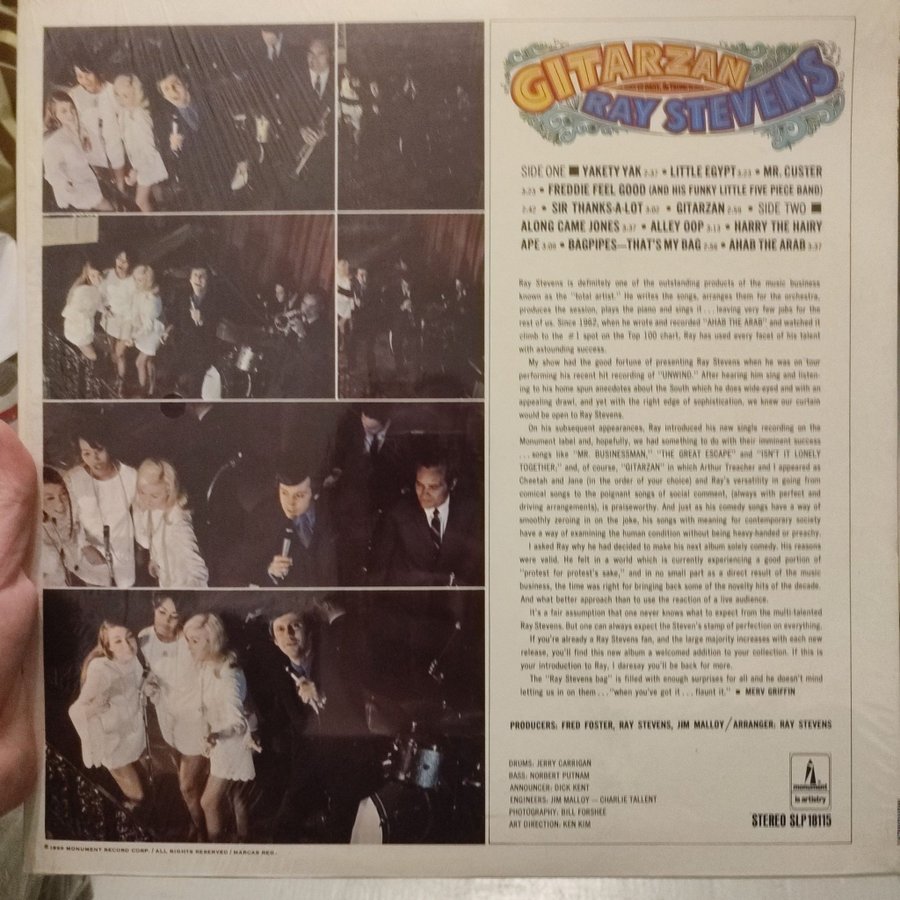 GITARZAN
RAY STEVENS
SIDE ONE ■ YAKETY YAK 2:37 • LITTLE EGYPT 3:23 • MR. CUSTER
3:23 • FREDDIE FEEL GOOD (AND HIS FUNKY LITTLE FIVE PIECE BAND)
2:42 • SIR THANKS-A-LOT 3:02 • GITARZAN 2:59 • SIDE TWO ■
ALONG CAME JONES 3:37 • ALLEY OOP 3:13 • HARRY THE HAIRY
APE 3:06 • BAGPIPES—THAT'S MY BAG 2:56 • AHAB THE ARAB 3:37
Ray Stevens is definitely one of the outstanding products of the music business
known as the "total artist." He writes the songs, arranges them for the orchestra,
produces the session, plays the piano and sings it ... leaving very few jobs for the
rest of us. Since 1962, when he wrote and recorded "AHAB THE ARAB" and watched it
climb to the #1 spot on the Top 100 chart, Ray has used every facet of his talent
with astounding success.
My show had the good fortune of presenting Ray Stevens when he was on tour
performing his recent hit recording of "UNWIND." After hearing him sing and listen-
ing to his home spun anecdotes about the South which he does wide-eyed and with an
appealing drawl, and yet with the right edge of sophistication, we knew our curtain
would be open to Ray Stevens.
On his subsequent appearances, Ray introduced his new single recording on the
Monument label and, hopefully, we had something to do with their imminent success
... songs like "MR. BUSINESSMAN," "THE GREAT ESCAPE" and "ISN'T IT LONELY
TOGETHER," and, of course, "GITARZAN" in which Arthur Treacher and I appeared as
Cheetah and Jane (in the order of your choice) and Ray's versatility in going from
comical songs to the poignant songs of social comment, (always with perfect and
driving arrangements), is praiseworthy. And just as his comedy songs have a way of
smoothly zeroing in on the joke, his songs with meaning for contemporary society
have a way of examining the human condition without being heavy-handed or preachy.
I asked Ray why he had decided to make his next album solely comedy. His reasons
were valid. He felt in a world which is currently experiencing a good portion of
"protest for protest's sake," and in no small part as a direct result of the music
business, the time was right for bringing back some of the novelty hits of the decade.
And what better approach than to use the reaction of a live audience.
It's a fair assumption that one never knows what to expect from the multi-talented
Ray Stevens. But one can always expect the Steven's stamp of perfection on everything.
If you're already a Ray Stevens fan, and the large majority increases with each new
release, you'll find this new album a welcomed addition to your collection. If this is
your introduction to Ray, I daresay you'll be back for more.
The "Ray Stevens bag" is filled with enough surprises for all and he doesn't mind
letting us in on them ... "when you've got it ... flaunt it." • MERV GRIFFIN
PRODUCERS: FRED FOSTER, RAY STEVENS, JIM MALLOY/ARRANGER: RAY STEVENS
DRUMS: JERRY CARRIGAN
BASS: NORBERT PUTNAM
ANNOUNCER: DICK KENT
ENGINEERS: JIM MALLOY — CHARLIE TALLENT
PHOTOGRAPHY: BILL FORSHEE
ART DIRECTION: KEN KIM
monument
is artistry
STEREO SLP18115
© 1969 MONUMENT RECORD CORP. / ALL RIGHTS RESERVED / MARCAS REG.